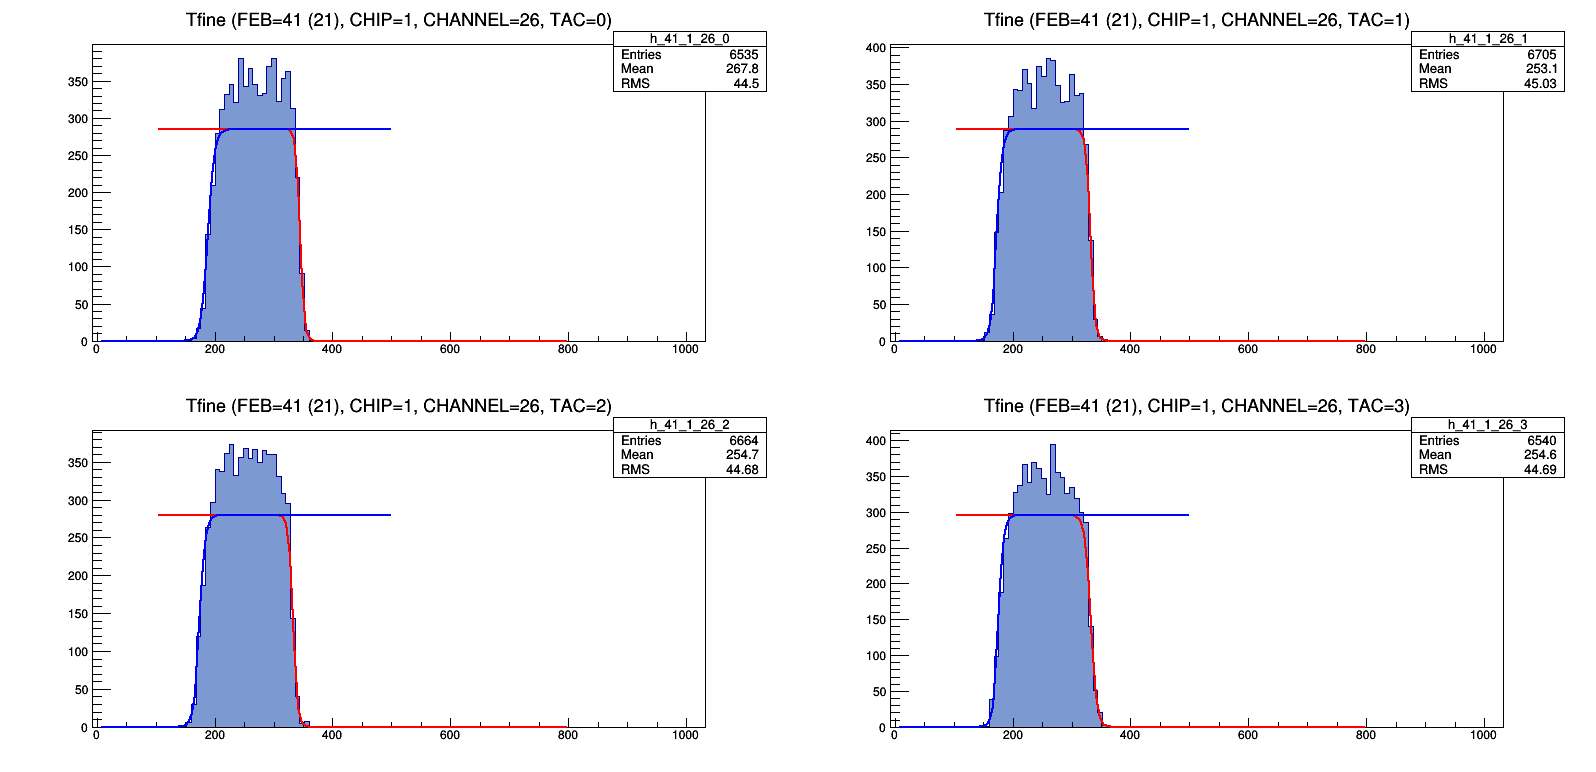 Tfine (FEB=41 (21), CHIP=1, CHANNEL=26, TAC=0)
h_41_1_26_0
Entries 6535
Mean 267.8
RMS 44.5
350
300
250
200
150
100
50
0
0 200 400 600 800 1000
Tfine (FEB=41 (21), CHIP=1, CHANNEL=26, TAC=1)
h_41_1_26_1
Entries 6705
Mean 253.1
RMS 45.03
400
350
300
250
200
150
100
50
0
0 200 400 600 800 1000
Tfine (FEB=41 (21), CHIP=1, CHANNEL=26, TAC=2)
h_41_1_26_2
Entries 6664
Mean 254.7
RMS 44.68
350
300
250
200
150
100
50
0
0 200 400 600 800 1000
Tfine (FEB=41 (21), CHIP=1, CHANNEL=26, TAC=3)
h_41_1_26_3
Entries 6540
Mean 254.6
RMS 44.69
400
350
300
250
200
150
100
50
0
0 200 400 600 800 1000